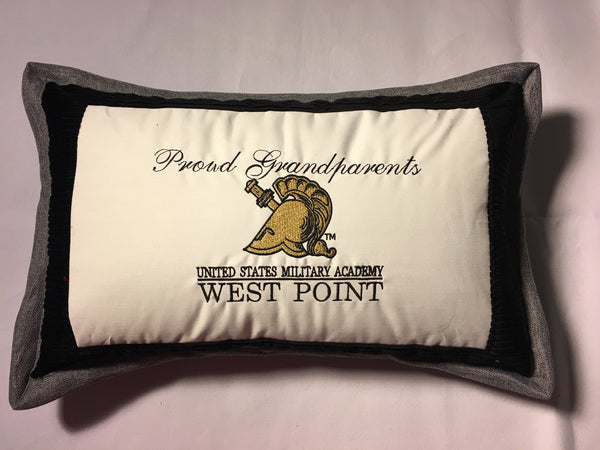 Proud Grandparents
TM
UNITED STATES MILITARY ACADEMY
WEST POINT